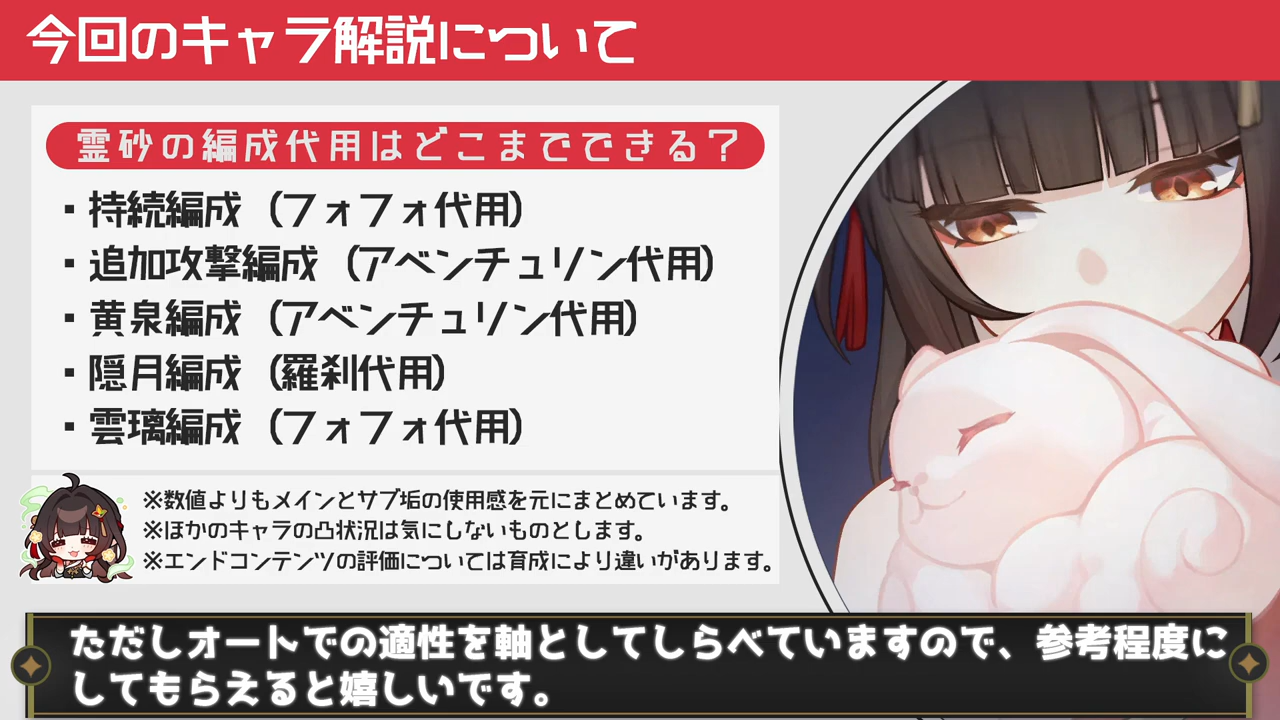 今回のキャラ解説について
霊砂の編成代用はどこまでできる？
・持続編成（フォフォ代用）
・追加攻撃編成（アベンチュリン代用）
・黄泉編成（アベンチュリン代用）
・隠月編成（羅刹代用）
・雲璃編成（フォフォ代用）
※数値よりもメインとサブ垢の使用感を元にまとめています。
※ほかのキャラの凸状況は気にしないものとします。
※エンドコンテンツの評価については育成により違いがあります。
ただしオートでの適性を軸としてしらべていますので、参考程度に
してもらえると嬉しいです。